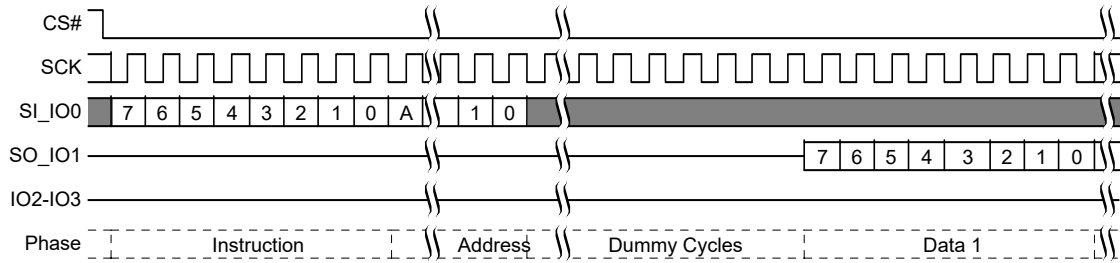 CS#
SCK
SI_IO0 7 6 5 4 3 2 1 0 A 1 0
SO_IO1 7 6 5 4 3 2 1 0
IO2-IO3
Phase Instruction Address Dummy Cycles Data 1